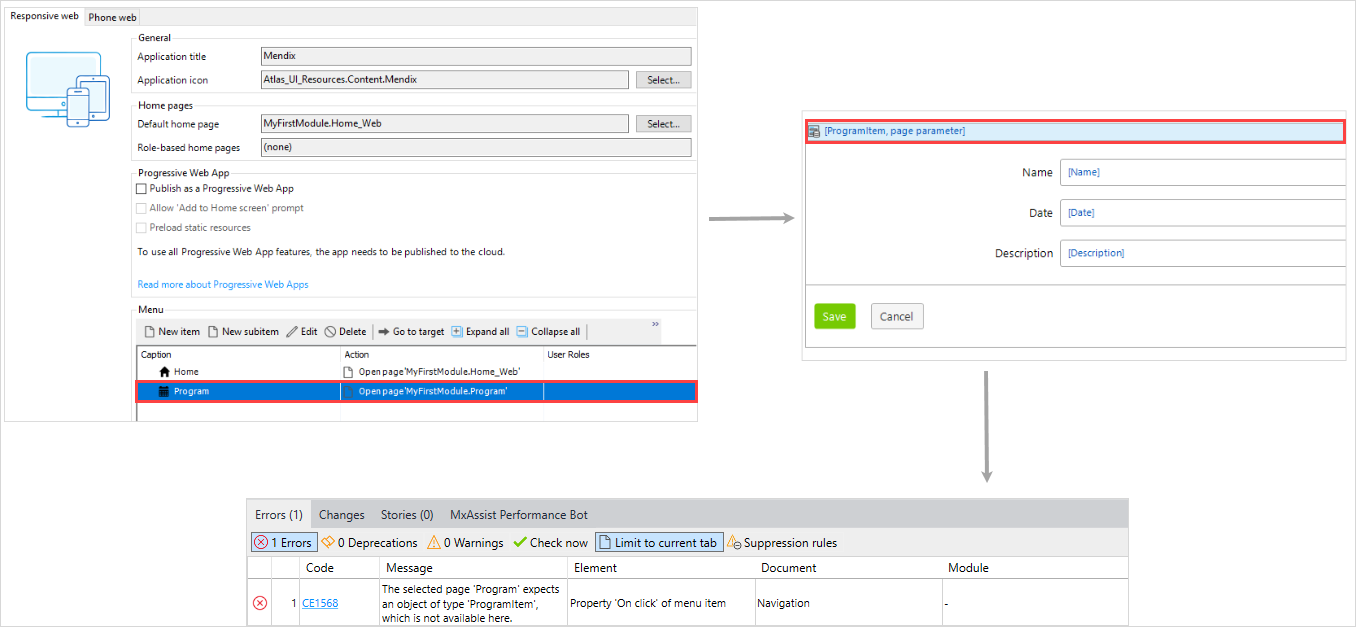 Responsive web Phone web
General
Application title Mendix
Application icon Atlas_UI_Resources.Content.Mendix Select...
Home pages
Default home page MyFirstModule.Home_Web Select...
Role-based home pages (none)
Progressive Web App
Publish as a Progressive Web App
Allow 'Add to Home screen' prompt
Preload static resources
To use all Progressive Web App features, the app needs to be published to the cloud.
Read more about Progressive Web Apps
Menu
New item New subitem Edit Delete Go to target Expand all Collapse all »
Caption Action User Roles
Home Open page'MyFirstModule.Home_Web'
Program Open page'MyFirstModule.Program'
[ProgramItem, page parameter]
Name [Name]
Date [Date]
Description [Description]
Save Cancel
Errors (1) Changes Stories (0) MxAssist Performance Bot
1 Errors 0 Deprecations 0 Warnings Check now Limit to current tab Suppression rules
Code Message Element Document Module
The selected page 'Program' expects
1 CE1568 an object of type 'ProgramItem', Property 'On click' of menu item Navigation -
which is not available here.